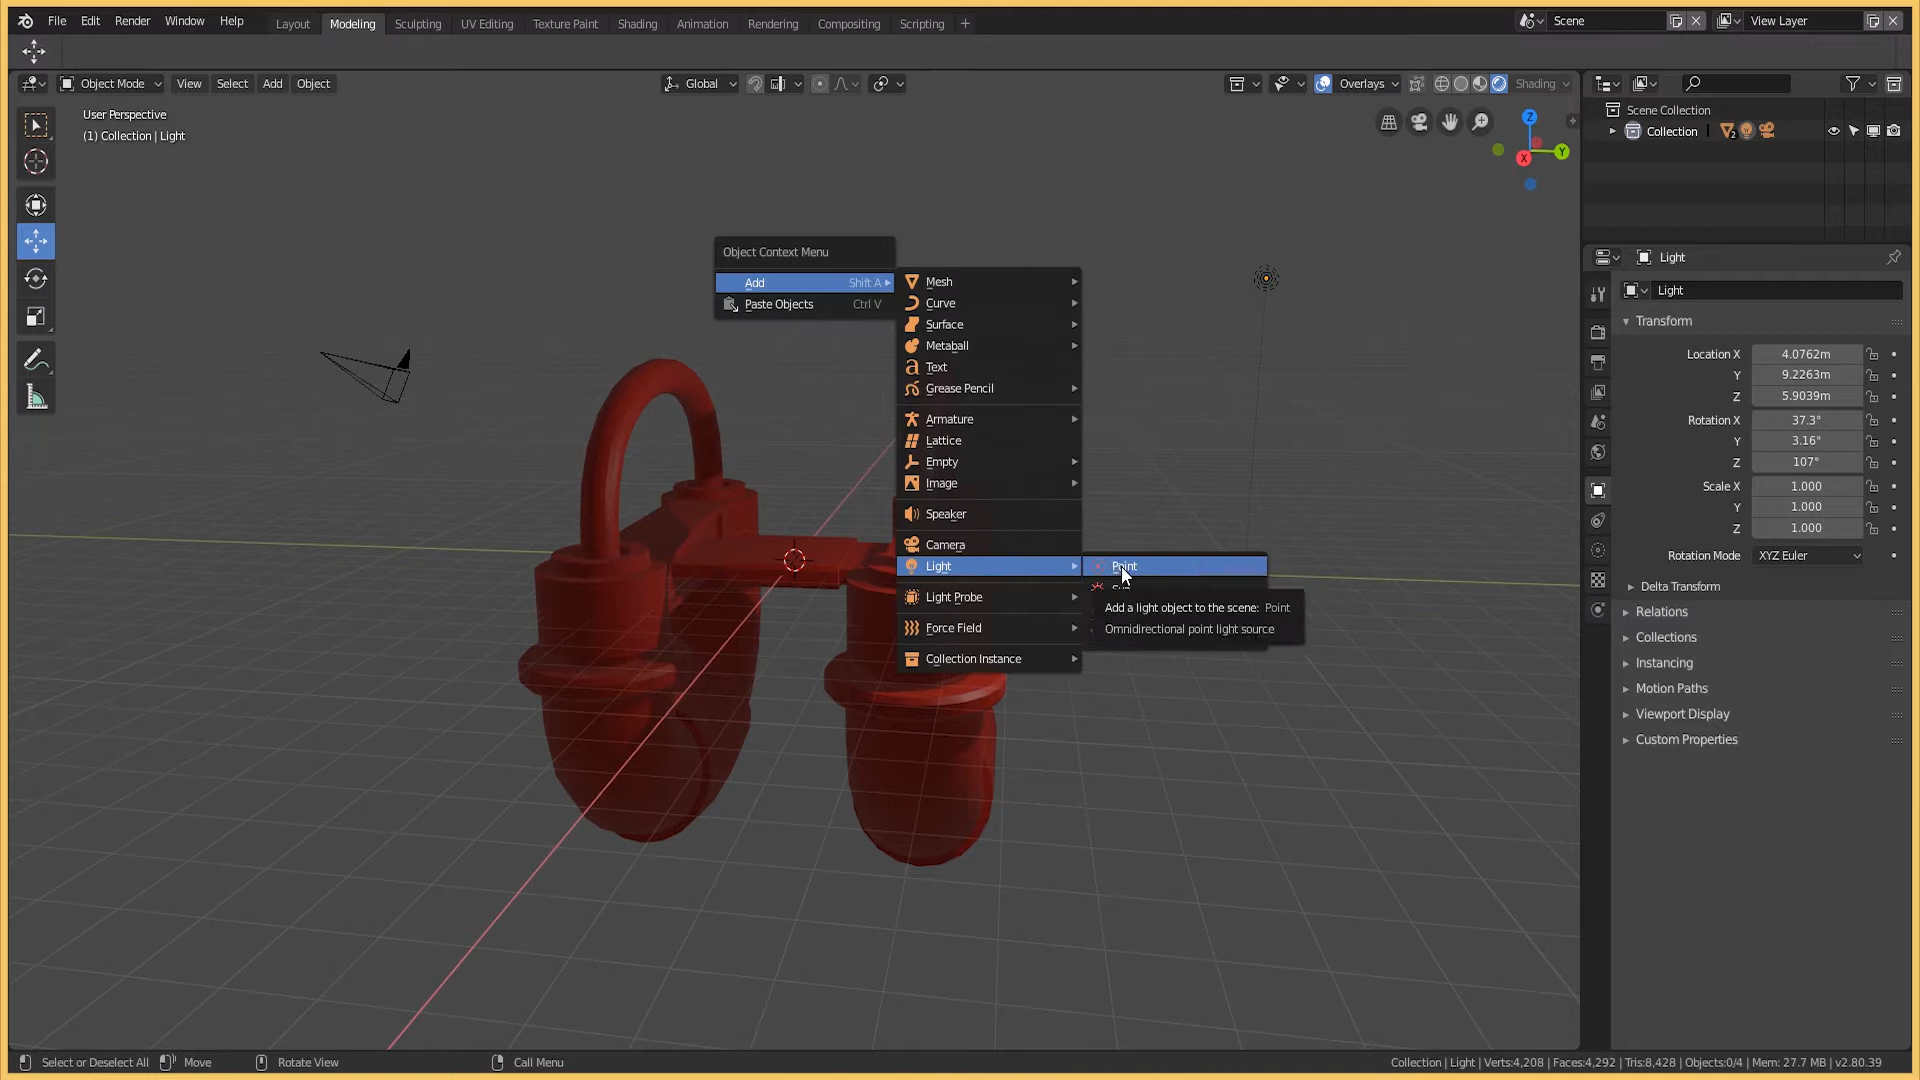 File Edit Render Window Help Layout Modeling Sculpting UV Editing Texture Paint Shading Animation Rendering Compositing Scripting + Scene View Layer
Object Mode View Select Add Object Global Overlays Shading
User Perspective
(1) Collection | Light
Z
Y
X
Scene Collection
Collection 2
Object Context Menu
Add Shift A
Paste Objects Ctrl V
Mesh
Curve
Surface
Metaball
Text
Grease Pencil
Armature
Lattice
Empty
Image
Speaker
Camera
Light
Light Probe
Force Field
Collection Instance
Point
Add a light object to the scene: Point
Omnidirectional point light source
Light
Light
Transform
Location X 4.0762m
Y 9.2263m
Z 5.9039m
Rotation X 37.3°
Y 3.16°
Z 107°
Scale X 1.000
Y 1.000
Z 1.000
Rotation Mode XYZ Euler
Delta Transform
Relations
Collections
Instancing
Motion Paths
Viewport Display
Custom Properties
Select or Deselect All Move Rotate View Call Menu Collection | Light | Verts:4,208 | Faces:4,292 | Tris:8,428 | Objects:0/4 | Mem: 27.7 MB | v2.80.39